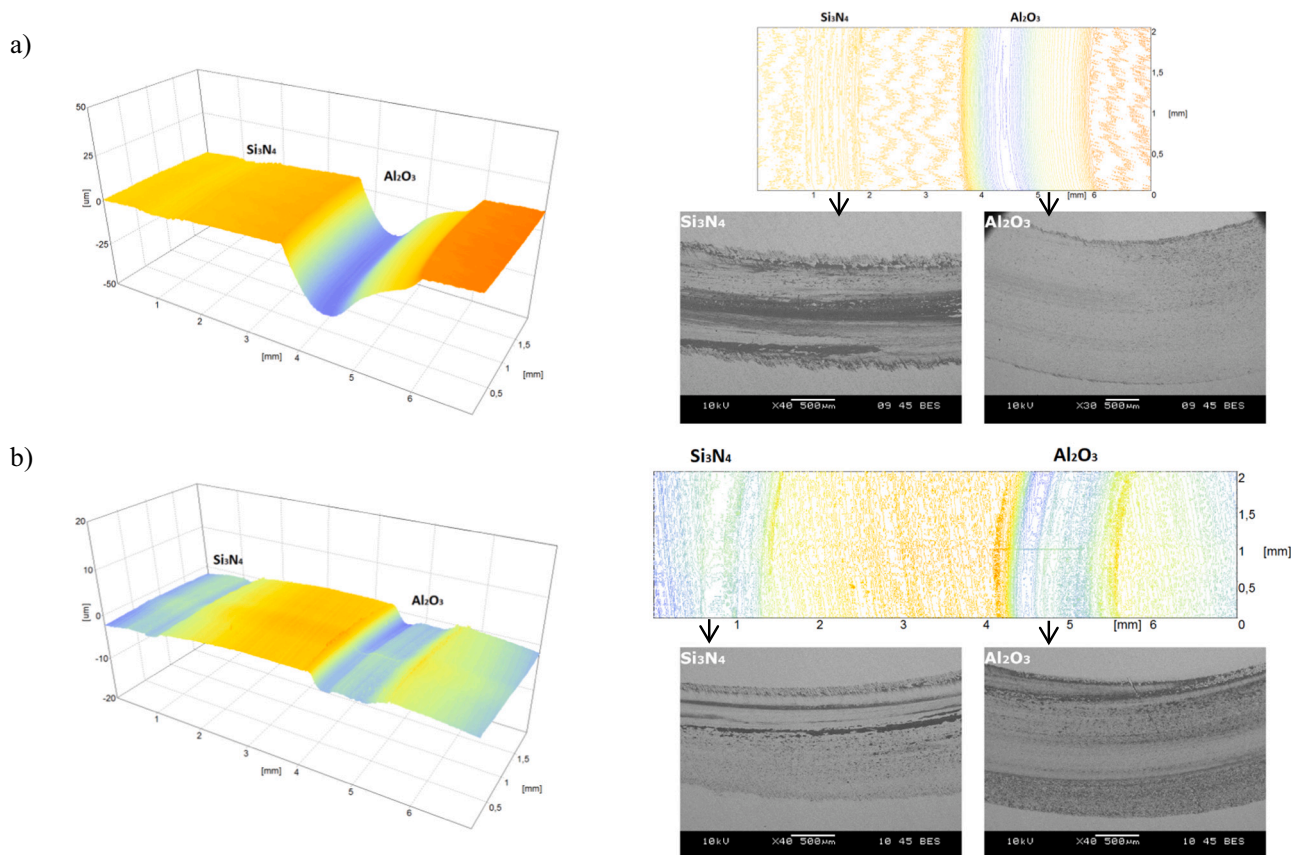 a)
50
25
0
-25
-50
[um]
Si₃N₄
Al₂O₃
1
2
3
4
5
6
[mm]
0,5
1
1,5
[mm]
Si₃N₄
Al₂O₃
2
1,5
1
[mm]
0,5
1
2
3
4
5
[mm]
6
0
Si₃N₄
10kV X40 500µm 09 45 BES
Al₂O₃
10kV X30 500µm 09 45 BES
b)
20
10
0
-10
-20
[um]
Si₃N₄
Al₂O₃
1
2
3
4
5
6
[mm]
0,5
1
1,5
[mm]
Si₃N₄
Al₂O₃
2
1,5
1
[mm]
0,5
1
2
3
4
5
[mm]
6
0
Si₃N₄
10kV X40 500µm 10 45 BES
Al₂O₃
10kV X40 500µm 10 45 BES